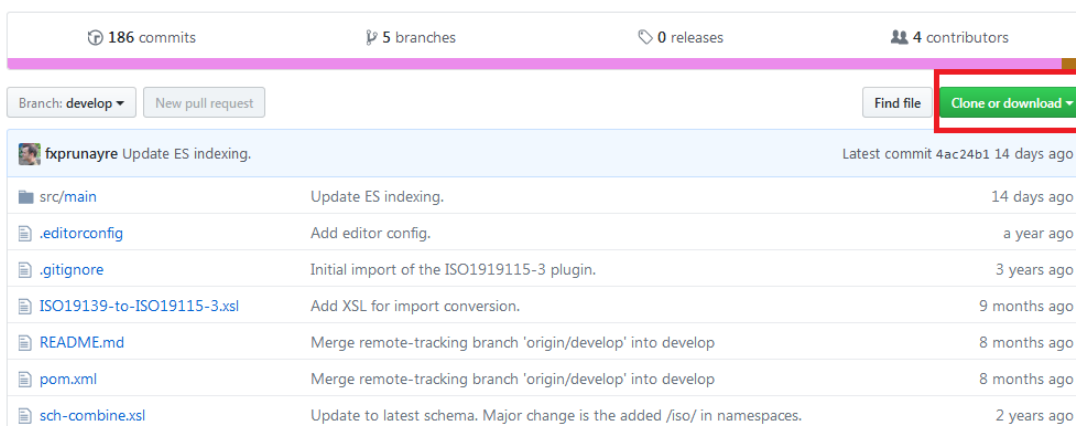 186 commits 5 branches 0 releases 4 contributors
Branch: develop New pull request Find file Clone or download
fxprunayre Update ES indexing. Latest commit 4ac24b1 14 days ago
src/main Update ES indexing. 14 days ago
.editorconfig Add editor config. a year ago
.gitignore Initial import of the ISO1919115-3 plugin. 3 years ago
ISO19139-to-ISO19115-3.xsl Add XSL for import conversion. 9 months ago
README.md Merge remote-tracking branch 'origin/develop' into develop 8 months ago
pom.xml Merge remote-tracking branch 'origin/develop' into develop 8 months ago
sch-combine.xsl Update to latest schema. Major change is the added /iso/ in namespaces. 2 years ago